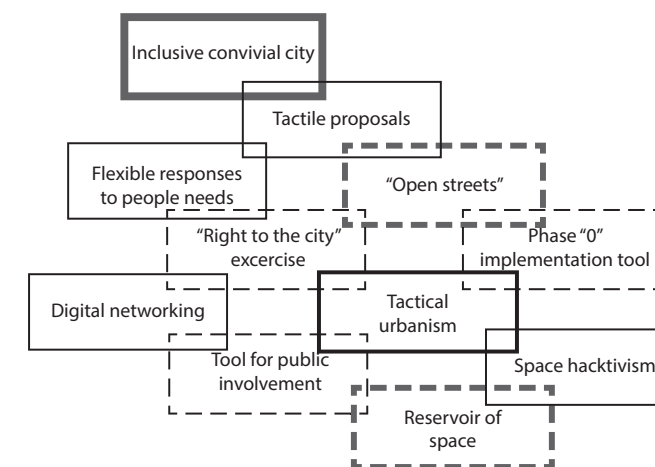 Inclusive convivial city
Tactile proposals
Flexible responses
to people needs
“Open streets”
“Right to the city”
excercise
Phase “0”
implementation tool
Digital networking
Tactical
urbanism
Tool for public
involvement
Space hacktivism
Reservoir of
space